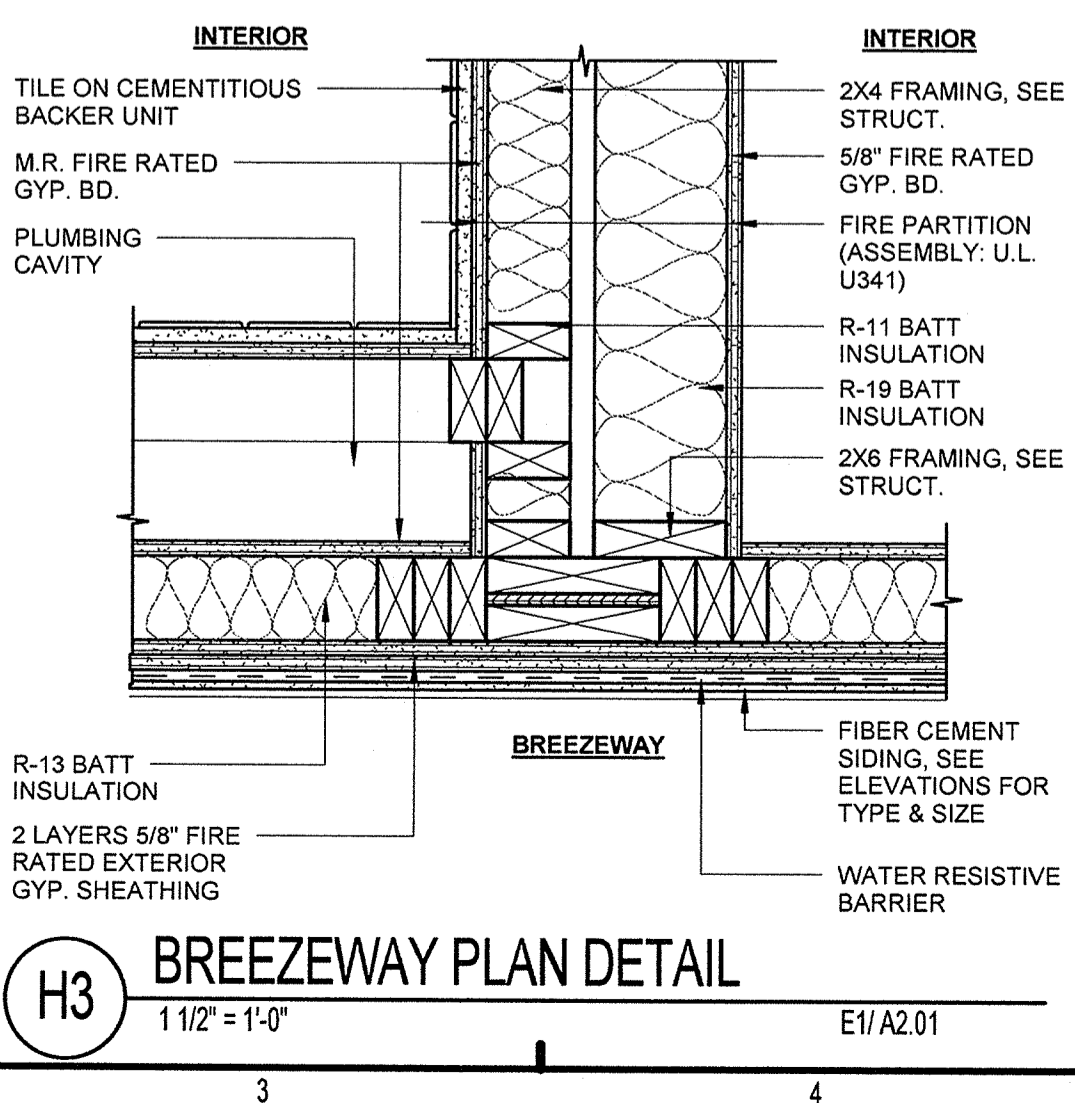 INTERIOR
TILE ON CEMENTITIOUS
BACKER UNIT
M.R. FIRE RATED
GYP. BD.
PLUMBING
CAVITY
INTERIOR
2X4 FRAMING, SEE
STRUCT.
5/8" FIRE RATED
GYP. BD.
FIRE PARTITION
(ASSEMBLY: U.L.
U341)
R-11 BATT
INSULATION
R-19 BATT
INSULATION
2X6 FRAMING, SEE
STRUCT.
R-13 BATT
INSULATION
2 LAYERS 5/8" FIRE
RATED EXTERIOR
GYP. SHEATHING
BREEZEWAY
FIBER CEMENT
SIDING, SEE
ELEVATIONS FOR
TYPE & SIZE
WATER RESISTIVE
BARRIER
H3
BREEZEWAY PLAN DETAIL
1 1/2" = 1'-0"
E1/ A2.01
3
4